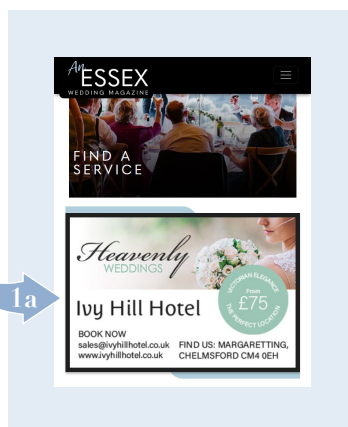 An
ESSEX
WEDDING MAGAZINE
FIND A
SERVICE
Heavenly
WEDDINGS
VICTORIAN ELEGANCE
From
£75
THE PERFECT LOCATION
1a
Ivy Hill Hotel
BOOK NOW
sales@ivyhillhotel.co.uk FIND US: MARGARETTING,
www.ivyhillhotel.co.uk CHELMSFORD CM4 0EH